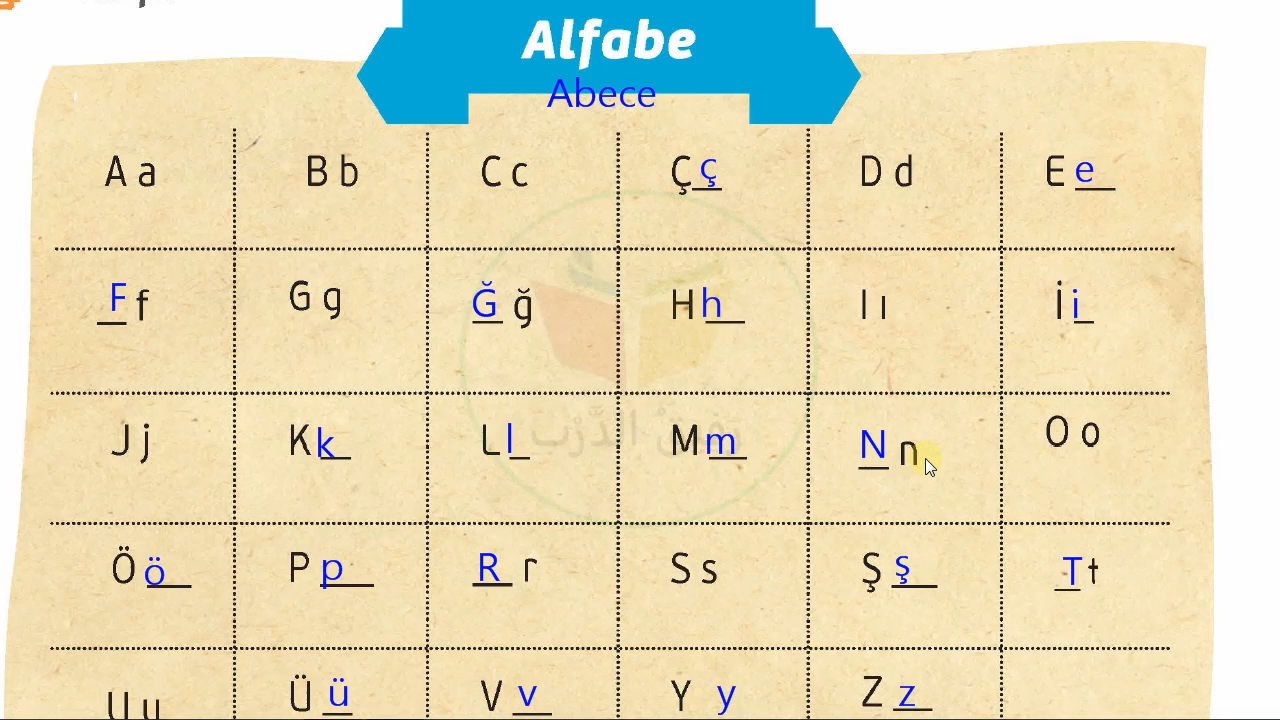 Alfabe
Abece
A a B b C c Ç ç D d E e
F f G g Ğ ğ H h I ı İ i
J j K k L l M m N n O o
Ö ö P p R r S s Ş ş T t
U u Ü ü V v Y y Z z